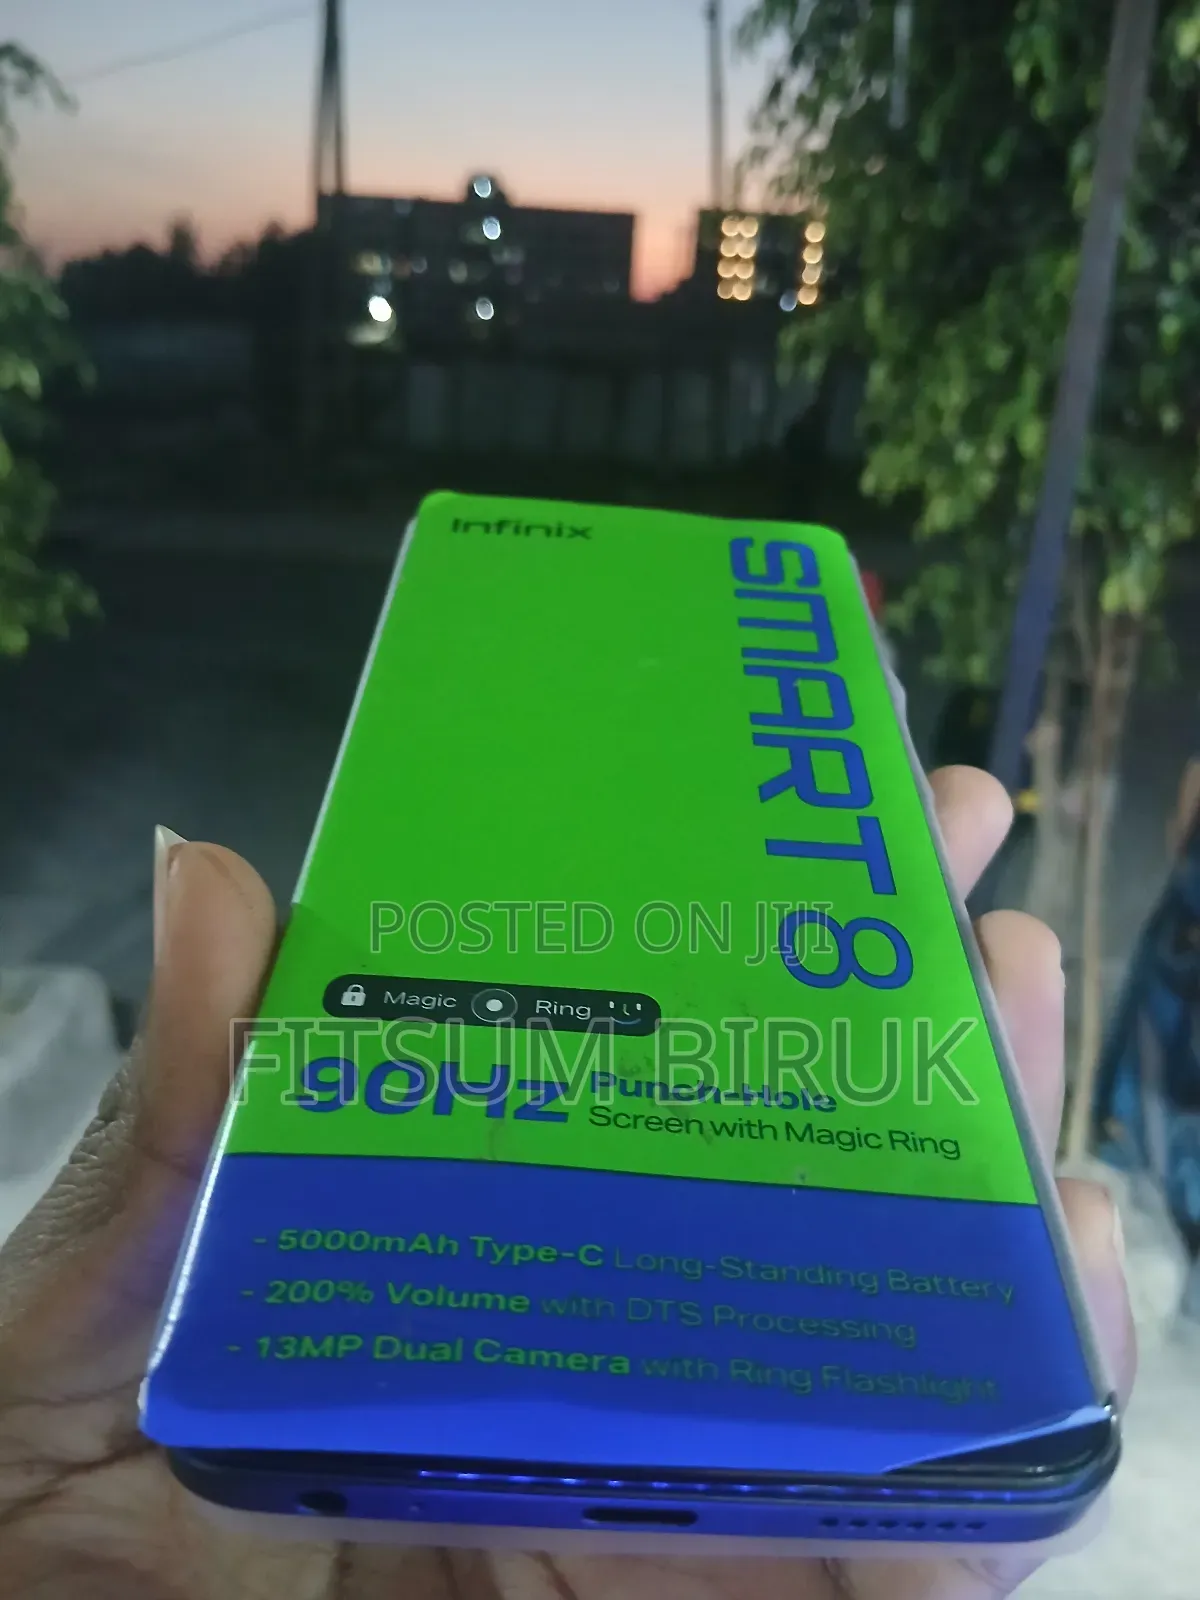 Infinix
SMART 8
POSTED ON JIJI
Magic Ring
FITSUM BIRUK
90Hz Punch-Hole
Screen with Magic Ring
- 5000mAh Type-C Long-Standing Battery
- 200% Volume with DTS Processing
- 13MP Dual Camera with Ring Flashlight